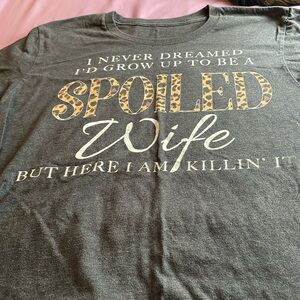 I NEVER DREAMED
I'D GROW UP TO BE A
SPOILED
Wife
BUT HERE I AM KILLIN' IT